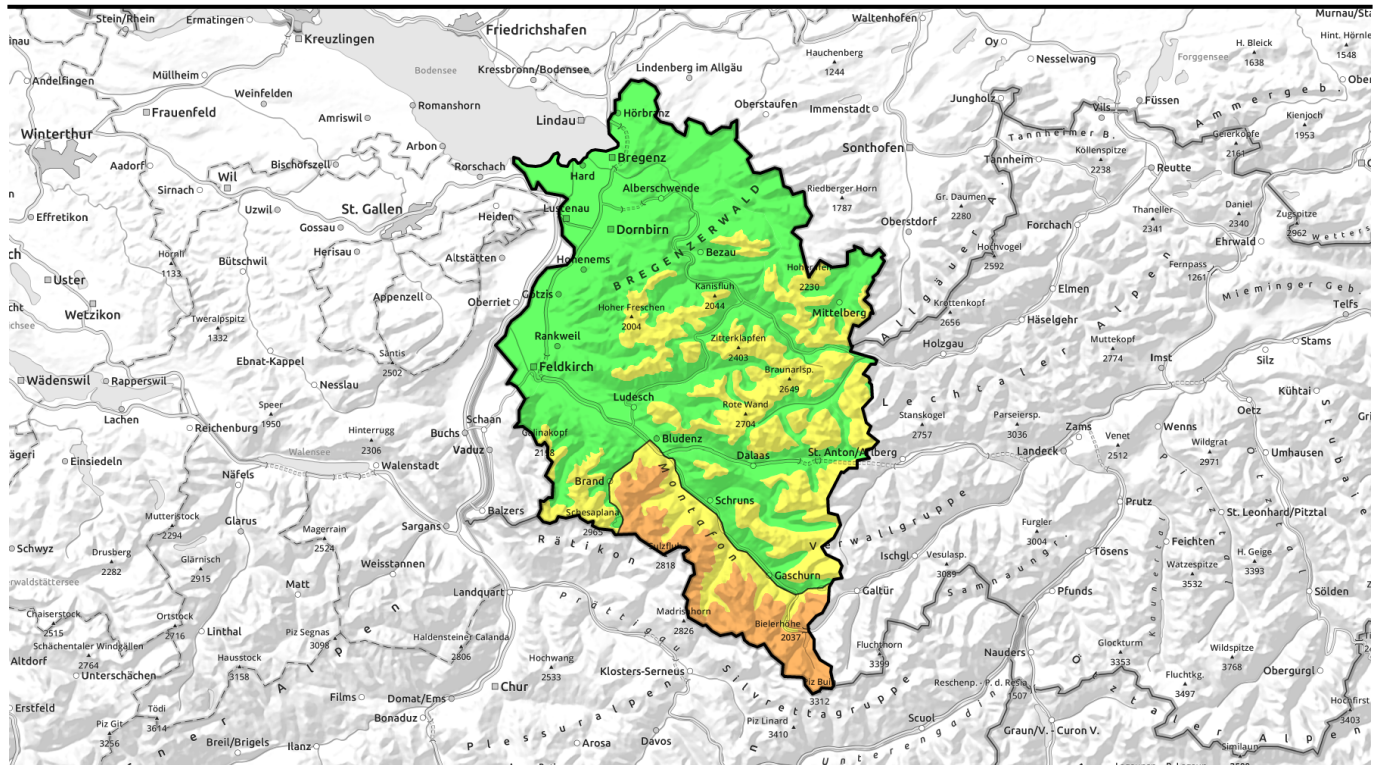 Stein/Rhein
Ermatingen
Kreuzlingen
Friedrichshafen
Waltenhofen
Murnau/Sta
Andelfingen
Müllheim
Weinfelden
Bodensee
Kressbronn/Bodensee
Lindenberg im Allgäu
Hauchenberg
1244
Oy
Nesselwang
Forggensee
H. Bleick
1638
Hint. Hörnle
1548
Frauenfeld
Romanshorn
Amriswil
Lindau
Hörbranz
Oberstaufen
Immenstadt
Jungholz
Vils
Füssen
Ammergeb.
Kienjoch
1953
Winterthur
Aadorf
Wil
Sirnach
Bischofszell
Arbon
Rorschach
Bregenz
Hard
Alberschwende
Sonthofen
Tannheimer B.
Tannheim
Köllenspitze
2238
Geierköpfe
2161
Reutte
Effretikon
Uzwil
Gossau
St. Gallen
Heiden
Lustenau
Dornbirn
BREGENZERWALD
Riedberger Horn
1787
Gr. Daumen
2280
Oberstdorf
Forchach
Thaneller
2341
Daniel
2340
Zugspitze
2962
Ehrwald
Wetters
Hörnli
1133
Bütschwil
Herisau
Altstätten
Hohenems
Bezau
Hoher Ifen
2230
Hochvogel
2592
Allgäuer A.
Fernpass
1261
Mieminger Geb.
Uster
Wetzikon
Tweralpspitz
1332
Appenzell
Oberriet
Götzis
Hoher Freschen
2004
Kanisfluh
2044
Mittelberg
Krottenkopf
2656
Elmen
Häselgehr
Telfs
Ebnat-Kappel
Säntis
2502
Rankweil
Feldkirch
Zitterklapfen
2403
Braunarlsp.
2649
Holzgau
Muttekopf
2774
Imst
Stams
Silz
Wädenswil
Rapperswil
Lachen
Nesslau
Speer
1950
Schaan
Ludesch
Rote Wand
2704
Lechtaler Alpen
Stanskogel
2757
Parseiersp.
3036
Kühtai
Oetz
Reichenburg
Hinterrugg
2306
Buchs
Vaduz
Galinakopf
2198
Bludenz
Dalaas
St. Anton/Arlberg
Landeck
Zams
Venet
2512
Wenns
Wildgrat
2971
Umhausen
Einsiedeln
Walensee
Walenstadt
Näfels
Brand
Montafon
Schruns
Prutz
Pitztal
Ötztal
Stubaie
Balzers
Schesaplana
2965
Mutteristock
2294
Glarus
Magerrain
2524
Sargans
Rätikon
Sulzfluh
2818
Verwallgruppe
Furgler
3004
St. Leonhard/Pitztal
Schwyz
Drusberg
2282
Glärnisch
2915
Weisstannen
Gaschurn
Ischgl
Vesulasp.
3089
Samnaungr.
Tösens
Feichten
Watzespitze
3532
H. Geige
3393
Matt
Landquart
Prättigau
Galtür
Pfunds
Kaunertal
Sölden
Chaiserstock
2515
Schächentaler Windgällen
2764
Ortstock
2716
Linthal
Piz Segnas
3098
Haldensteiner Calanda
2806
Madrisahorn
2826
Bielerhöhe
2037
Altdorf
Unterschächen
Hausstock
3158
Hochwang
2533
Klosters-Serneus
Fluchthorn
3399
Nauders
Glockturm
3353
Wildspitze
3768
Obergurgl
Films
Chur
Domat/Ems
Piz Buin
3312
Silvrettagruppe
Reschenp. - P. d. Resia
1507
Fluchtkg.
3497
Erstfeld
Piz Git
3256
Tödi
3614
Bonaduz
Plessuralpen
Piz Linard
3410
Scuol
Unterengadin
Graun/V. - Curon V.
Ötztaler Alpen
Hochfirst
3403
Breil/Brigels
Ilanz
Arosa
Davos
Similaun